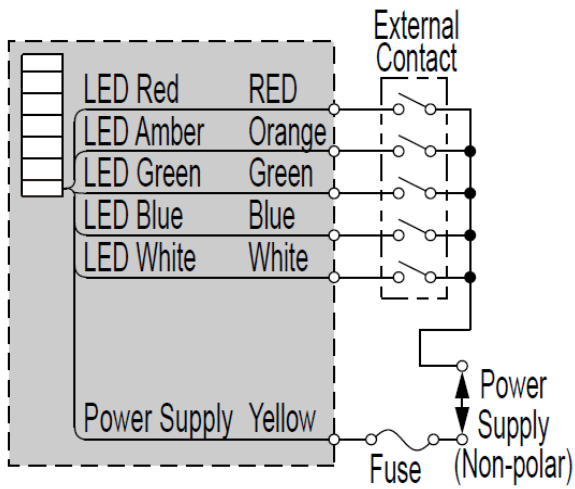 External
Contact
LED Red RED
LED Amber Orange
LED Green Green
LED Blue Blue
LED White White
Power Supply Yellow
Fuse
Power
Supply
(Non-polar)